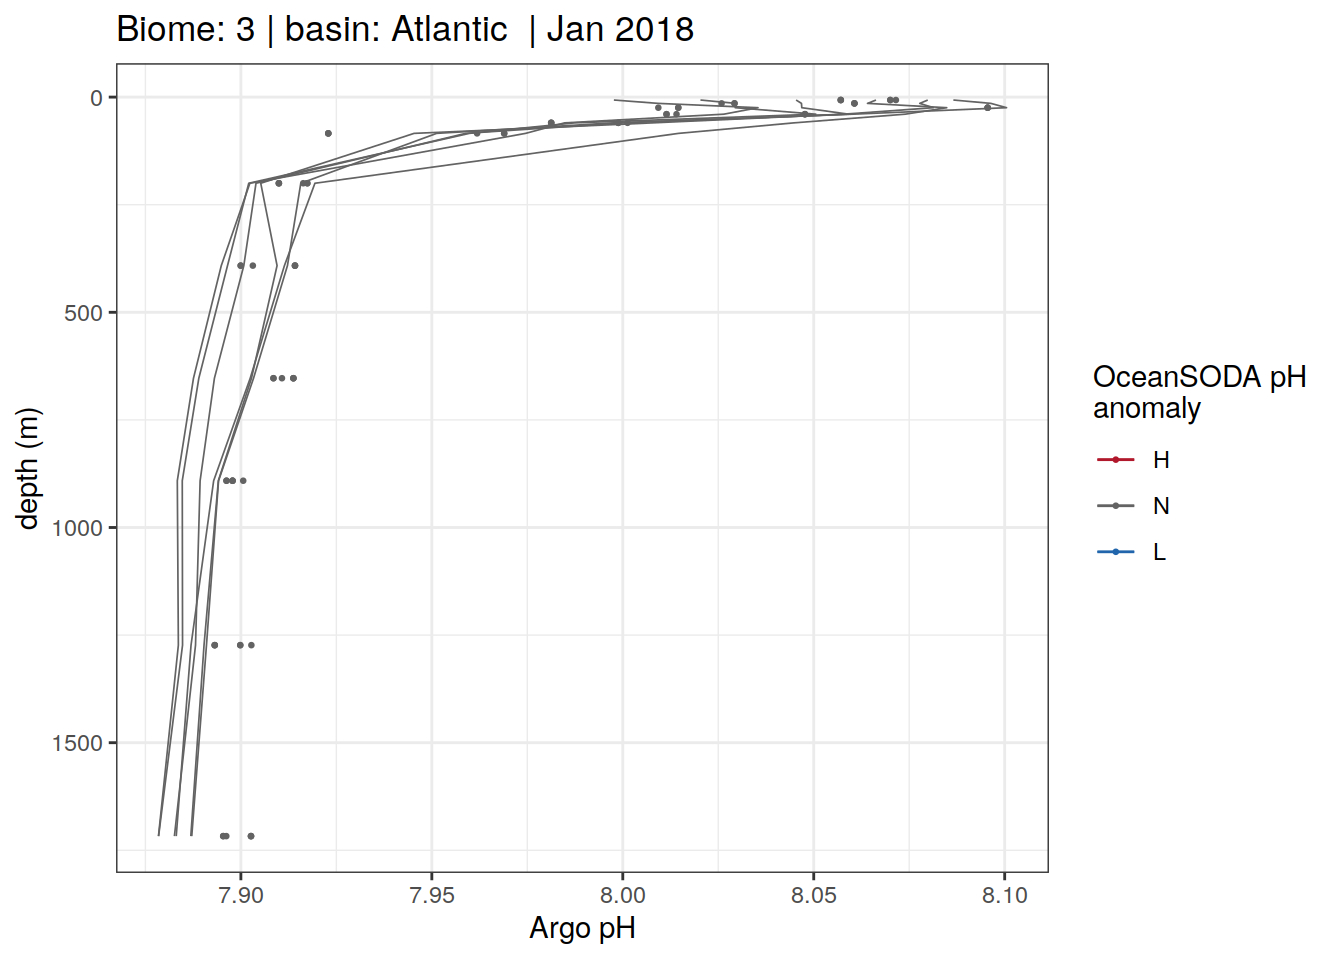 Biome: 3 | basin: Atlantic  | Jan 2018
0
500
1000
1500
depth (m)
7.90
7.95
8.00
8.05
8.10
Argo pH
OceanSODA pH
anomaly
H
N
L